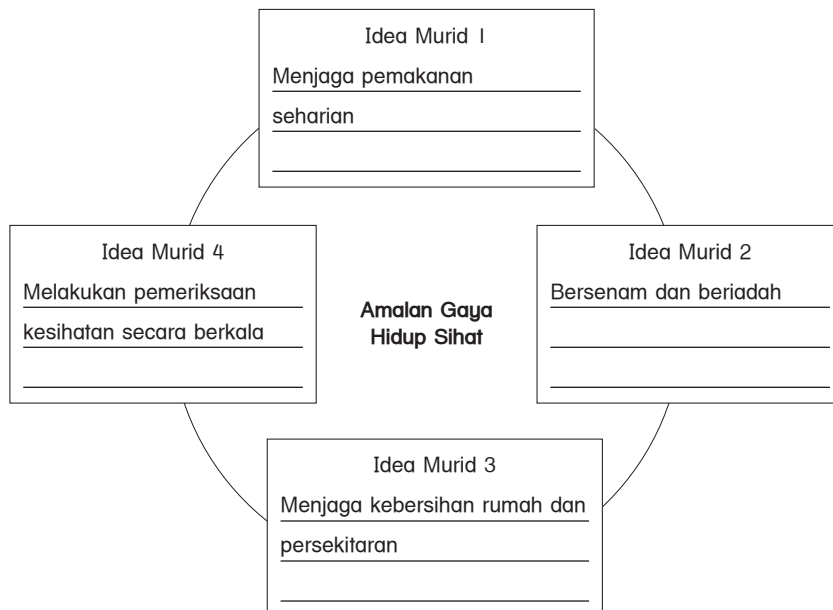 Idea Murid 1
Menjaga pemakanan
seharian
Idea Murid 4
Melakukan pemeriksaan
kesihatan secara berkala
Amalan Gaya
Hidup Sihat
Idea Murid 2
Bersenam dan beriadah
Idea Murid 3
Menjaga kebersihan rumah dan
persekitaran